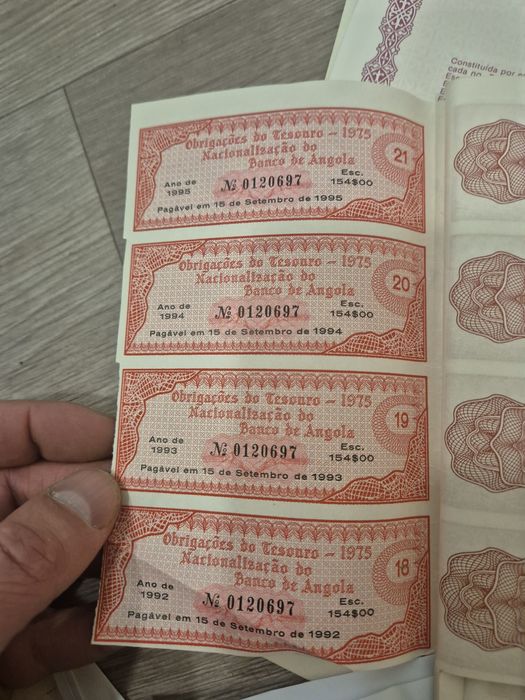 Constituída por
cada no
Obrigações do Tesouro — 1975
Nacionalização do
Banco de Angola
21
Ano de
1995
№ 0120697
Esc.
154$00
Pagável em 15 de Setembro de 1995
Obrigações do Tesouro — 1975
Nacionalização do
Banco de Angola
20
Ano de
1994
№ 0120697
Esc.
154$00
Pagável em 15 de Setembro de 1994
Obrigações do Tesouro — 1975
Nacionalização do
Banco de Angola
19
Ano de
1993
№ 0120697
Esc.
154$00
Pagável em 15 de Setembro de 1993
Obrigações do Tesouro — 1975
Nacionalização do
Banco de Angola
18
Ano de
1992
№ 0120697
Esc.
154$00
Pagável em 15 de Setembro de 1992